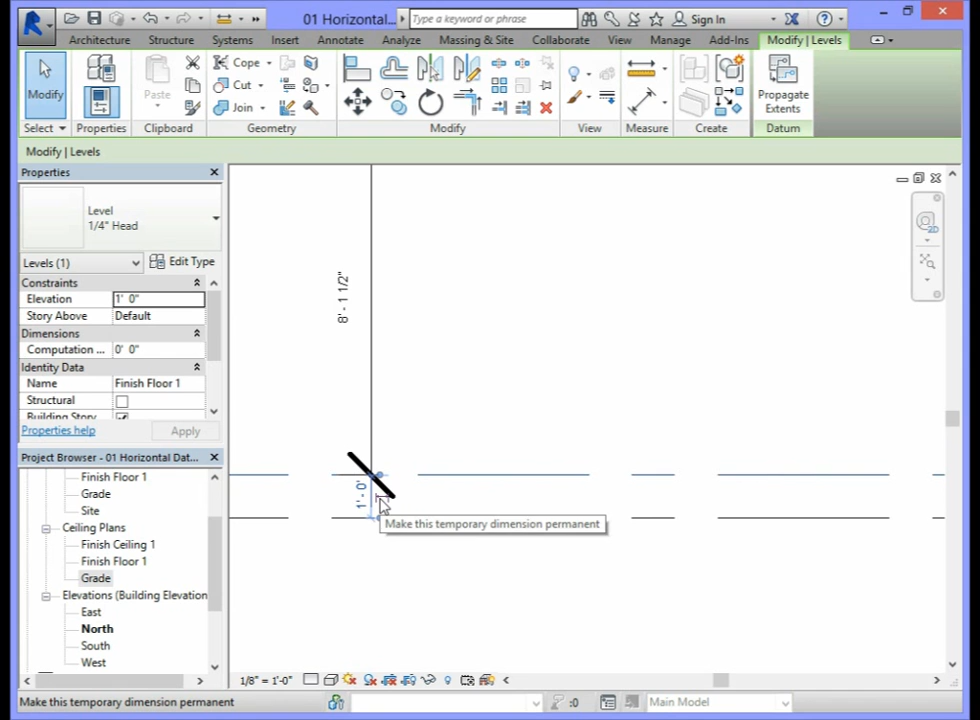 01 Horizontal...
Type a keyword or phrase
Sign In
Architecture
Structure
Systems
Insert
Annotate
Analyze
Massing & Site
Collaborate
View
Manage
Add-Ins
Modify | Levels
Modify
Paste
Cope
Cut
Join
Propagate
Extents
Select
Properties
Clipboard
Geometry
Modify
View
Measure
Create
Datum
Modify | Levels
Properties
Level
1/4" Head
Levels (1)
Edit Type
Constraints
Elevation
1' 0"
Story Above
Default
Dimensions
Computation ...
0' 0"
Identity Data
Name
Finish Floor 1
Structural
Building Story
Properties help
Apply
Project Browser - 01 Horizontal Dat...
Finish Floor 1
Grade
Site
Ceiling Plans
Finish Ceiling 1
Finish Floor 1
Grade
Elevations (Building Elevation
East
North
South
West
8' - 1 1/2"
1' - 0"
Make this temporary dimension permanent
1/8" = 1'-0"
Make this temporary dimension permanent
:0
Main Model